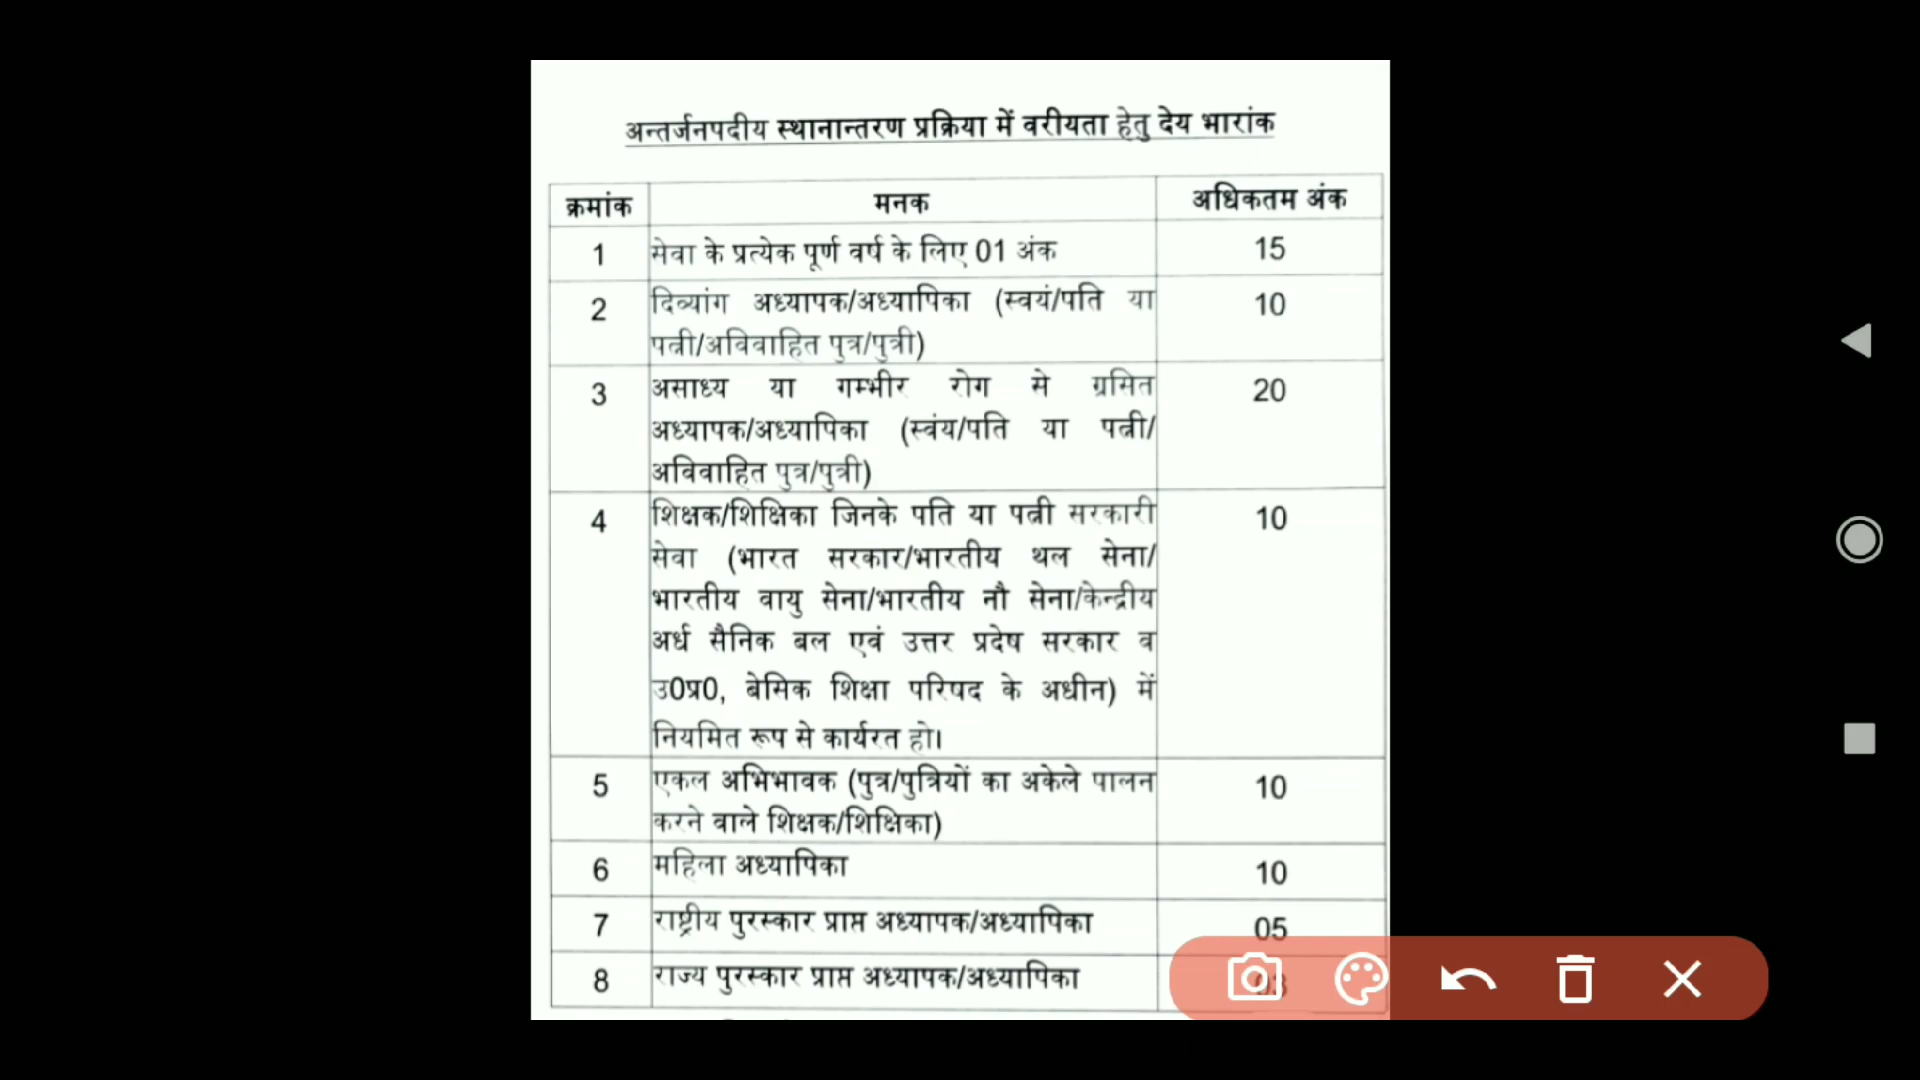 अन्तर्जनपदीय स्थानान्तरण प्रक्रिया में वरीयता हेतु देय भारांक
क्रमांक मनक अधिकतम अंक
1 सेवा के प्रत्येक पूर्ण वर्ष के लिए 01 अंक 15
2 दिव्यांग अध्यापक/अध्यापिका (स्वयं/पति या 10
पत्नी/अविवाहित पुत्र/पुत्री)
3 असाध्य या गम्भीर रोग से ग्रसित 20
अध्यापक/अध्यापिका (स्वंय/पति या पत्नी/
अविवाहित पुत्र/पुत्री)
4 शिक्षक/शिक्षिका जिनके पति या पत्नी सरकारी 10
सेवा (भारत सरकार/भारतीय थल सेना/
भारतीय वायु सेना/भारतीय नौ सेना/केन्द्रीय
अर्ध सैनिक बल एवं उत्तर प्रदेष सरकार व
उ0प्र0, बेसिक शिक्षा परिषद के अधीन) में
नियमित रूप से कार्यरत हो।
5 एकल अभिभावक (पुत्र/पुत्रियों का अकेले पालन 10
करने वाले शिक्षक/शिक्षिका)
6 महिला अध्यापिका 10
7 राष्ट्रीय पुरस्कार प्राप्त अध्यापक/अध्यापिका 05
8 राज्य पुरस्कार प्राप्त अध्यापक/अध्यापिका 03